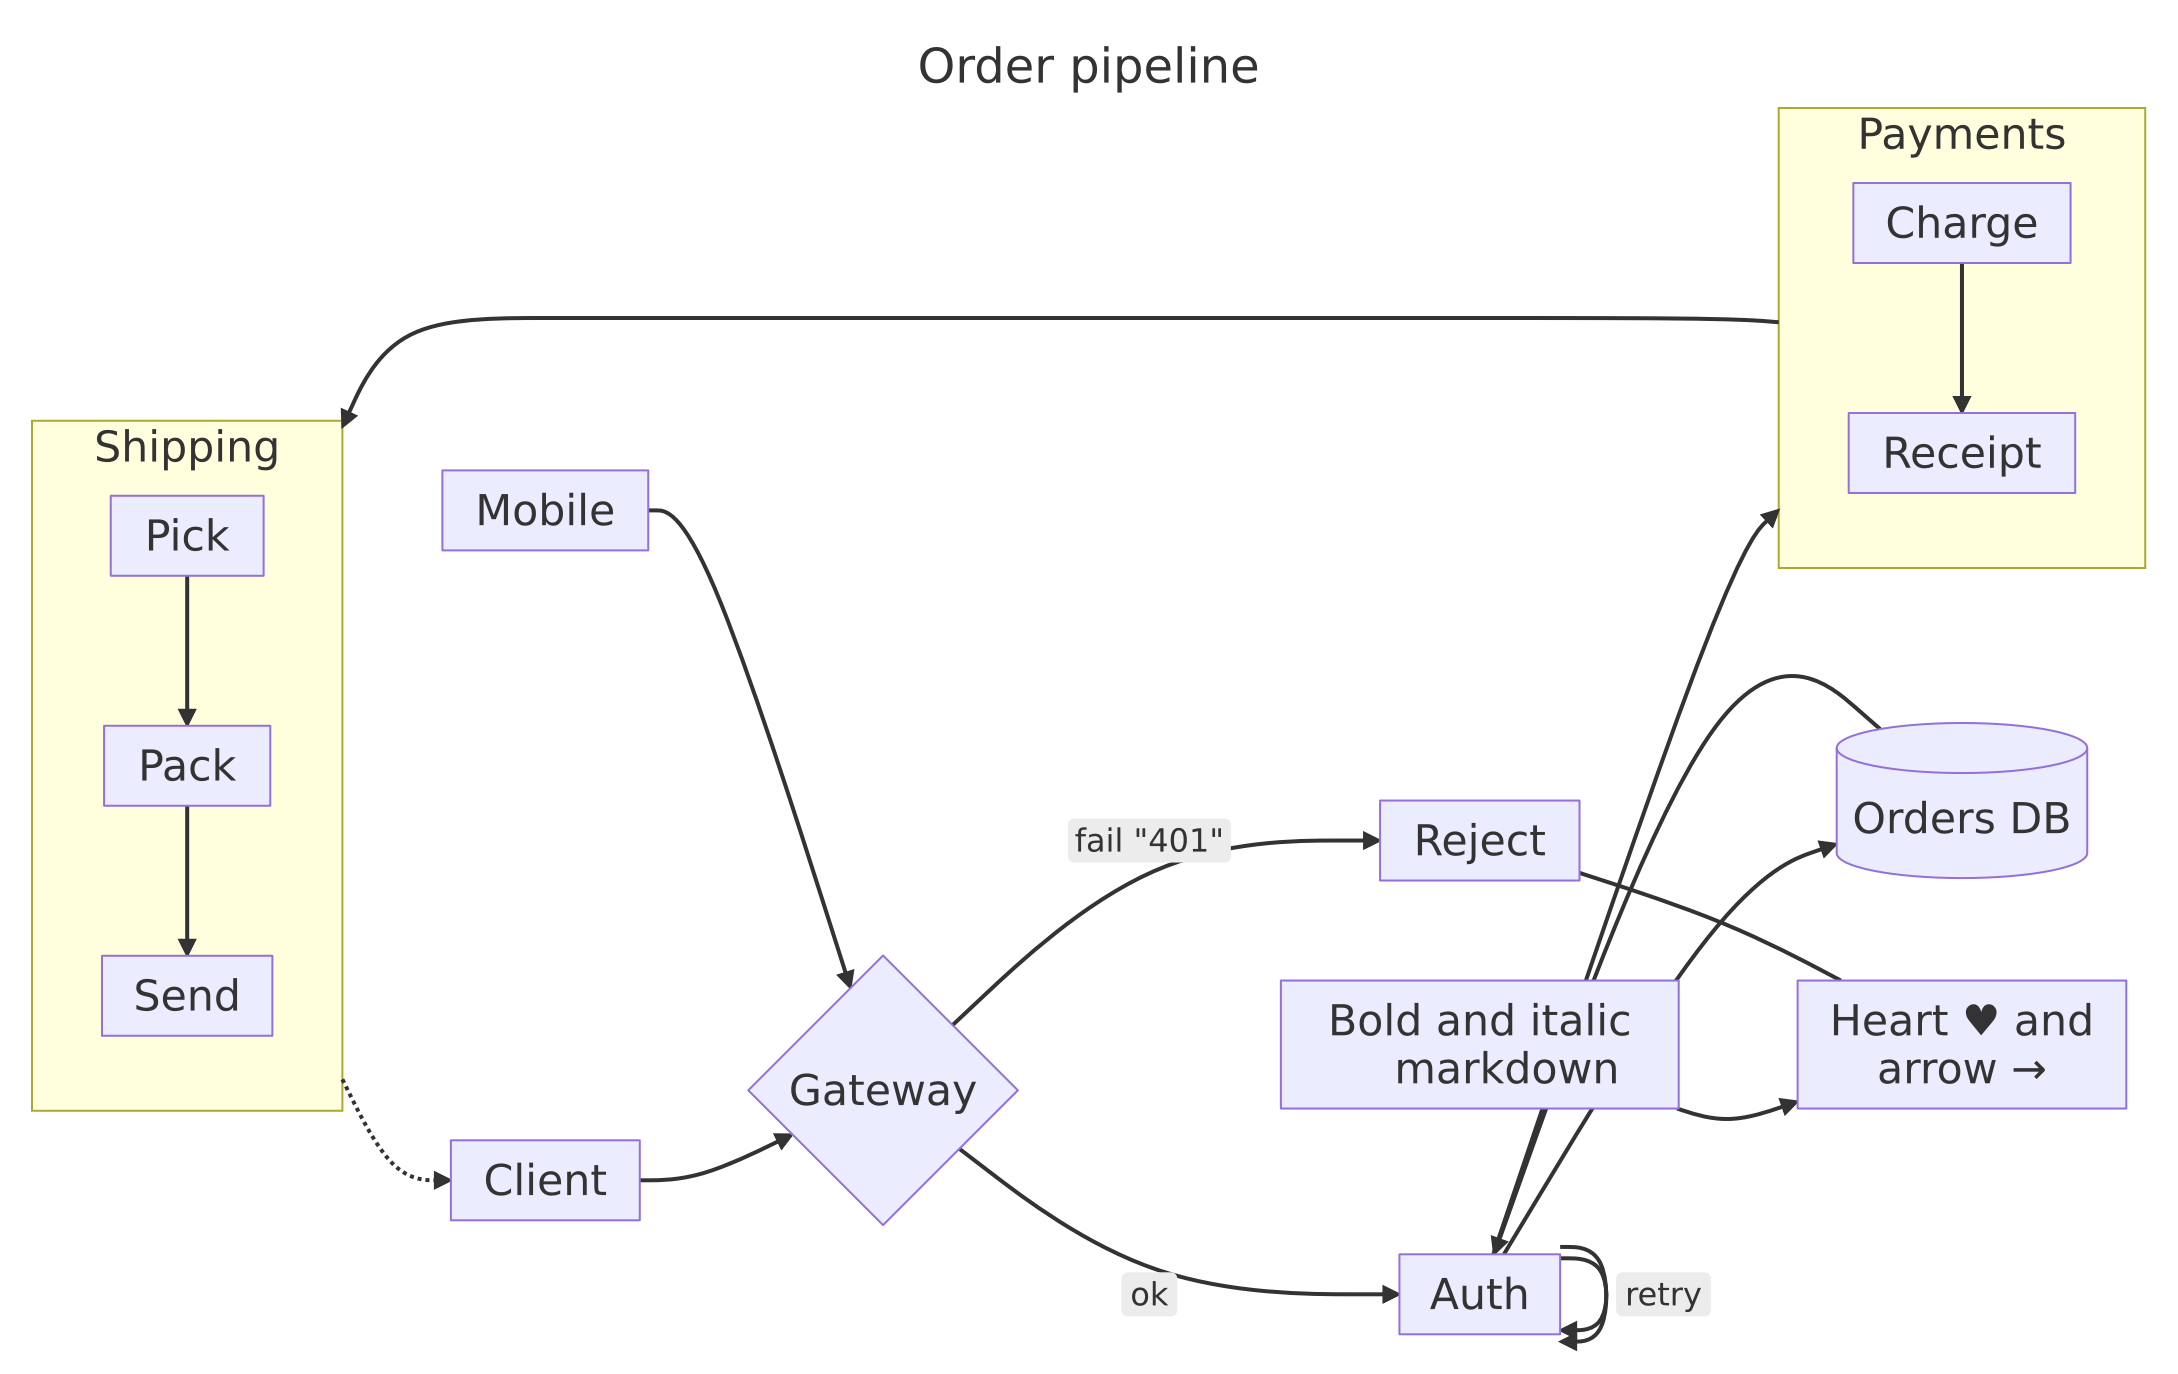 Order pipeline
Payments
Charge
Receipt
Shipping
Pick
Pack
Send
Mobile
Client
Gateway
fail "401"
ok
Reject
Bold and italic
markdown
Auth
retry
Orders DB
Heart ♥ and
arrow →